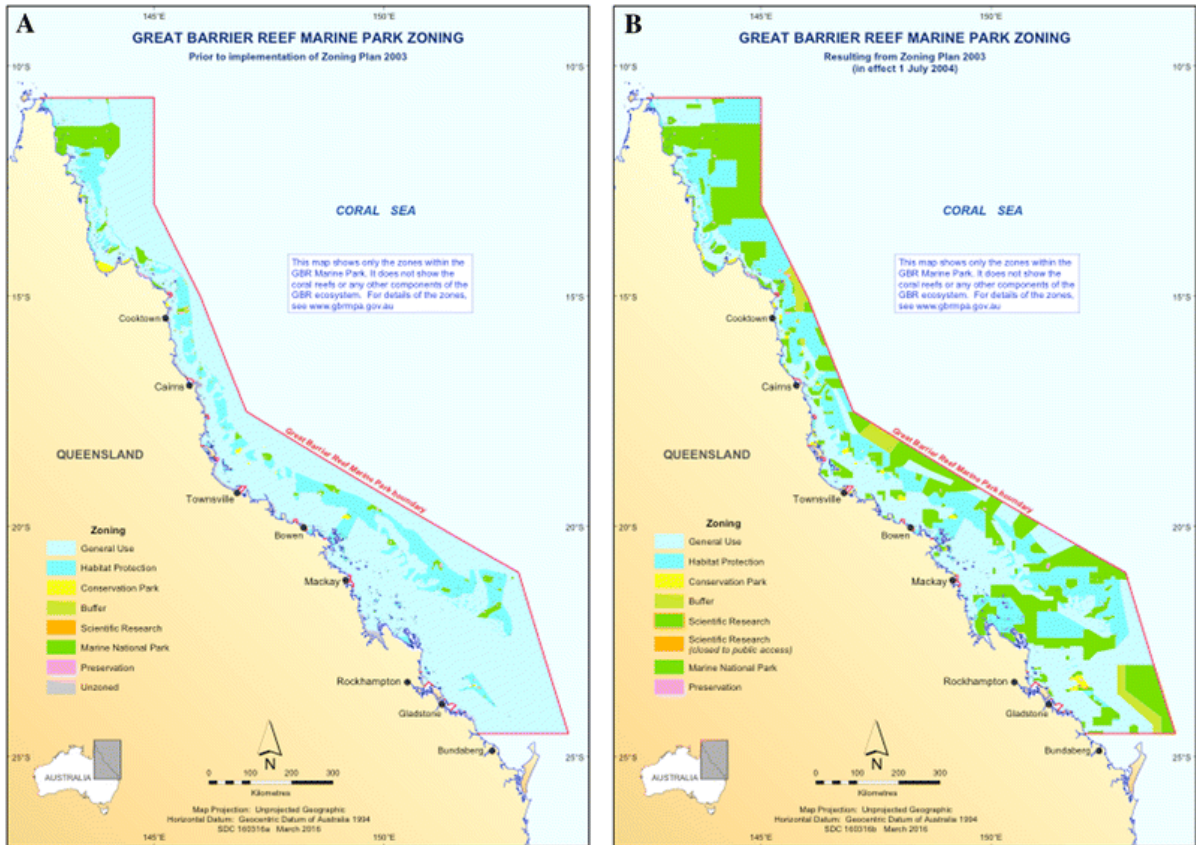 A
145°E
150°E
GREAT BARRIER REEF MARINE PARK ZONING
Prior to implementation of Zoning Plan 2003
10°S
10°S
CORAL SEA
This map shows only the zones within the
GBR Marine Park. It does not show the
coral reefs or any other components of the
GBR ecosystem. For details of the zones,
see www.gbrmpa.gov.au
15°S
Cooktown
Cairns
Great Barrier Reef Marine Park boundary
QUEENSLAND
Townsville
20°S
Bowen
Mackay
Zoning
General Use
Habitat Protection
Conservation Park
Buffer
Scientific Research
Marine National Park
Preservation
Unzoned
Rockhampton
Gladstone
Bundaberg
25°S
AUSTRALIA
N
0 100 200 300
Kilometres
Map Projection: Unprojected Geographic
Horizontal Datum: Geocentric Datum of Australia 1994
SDC 160316a March 2016
145°E
150°E
B
145°E
150°E
GREAT BARRIER REEF MARINE PARK ZONING
Resulting from Zoning Plan 2003
(in effect 1 July 2004)
10°S
CORAL SEA
This map shows only the zones within the
GBR Marine Park. It does not show the
coral reefs or any other components of the
GBR ecosystem. For details of the zones,
see www.gbrmpa.gov.au
15°S
15°S
Cooktown
Cairns
Great Barrier Reef Marine Park boundary
QUEENSLAND
Townsville
20°S
20°S
Bowen
Mackay
Zoning
General Use
Habitat Protection
Conservation Park
Buffer
Scientific Research
Scientific Research
(closed to public access)
Marine National Park
Preservation
Rockhampton
Gladstone
Bundaberg
25°S
25°S
AUSTRALIA
N
0 100 200 300
Kilometres
Map Projection: Unprojected Geographic
Horizontal Datum: Geocentric Datum of Australia 1994
SDC 160316b March 2016
145°E
150°E